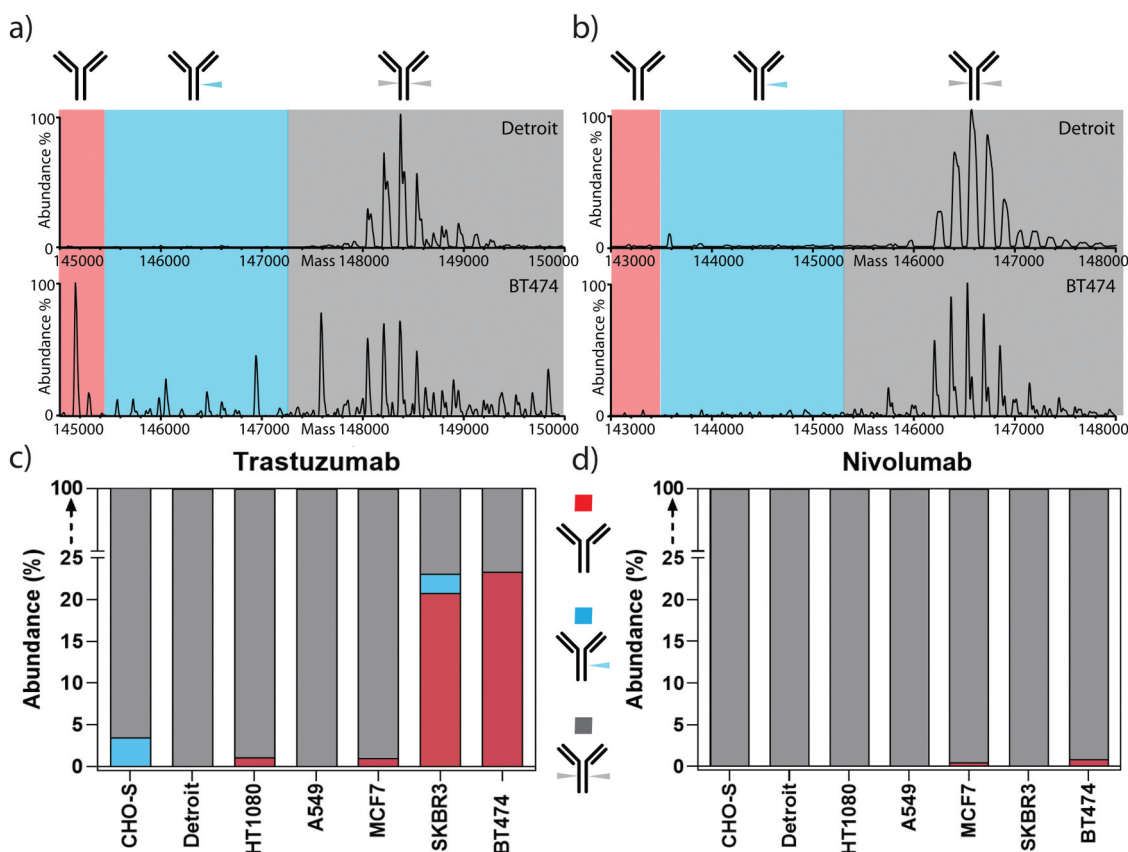 a)
b)
100
Abundance %
0
Detroit
145000 146000 147000 Mass 148000 149000 150000
100
Abundance %
0
BT474
145000 146000 147000 Mass 148000 149000 150000
100
Abundance %
0
Detroit
143000 144000 145000 Mass 146000 147000 148000
100
Abundance %
0
BT474
143000 144000 145000 Mass 146000 147000 148000
c)
Trastuzumab
Abundance (%)
100
25
20
15
10
5
0
CHO-S
Detroit
HT1080
A549
MCF7
SKBR3
BT474
d)
Nivolumab
Abundance (%)
100
25
20
15
10
5
0
CHO-S
Detroit
HT1080
A549
MCF7
SKBR3
BT474